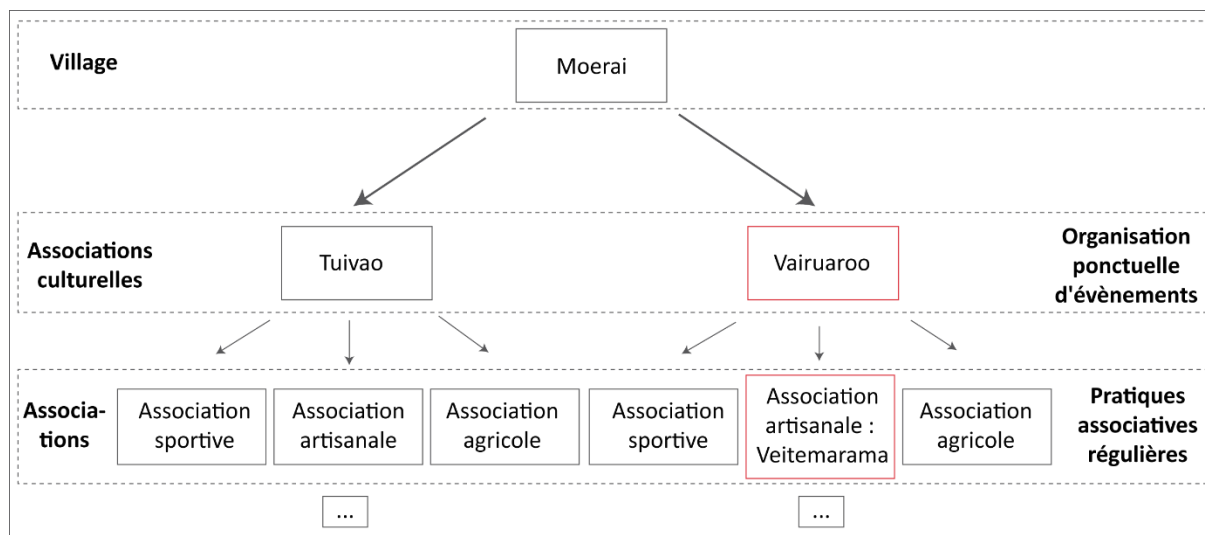 Village
Moerai
Associations
culturelles
Tuivao
Vairuaroo
Organisation
ponctuelle
d'évènements
Associa-
tions
Association
sportive
Association
artisanale
Association
agricole
Association
sportive
Association
artisanale :
Veitemarama
Association
agricole
Pratiques
associatives
régulières
...
...